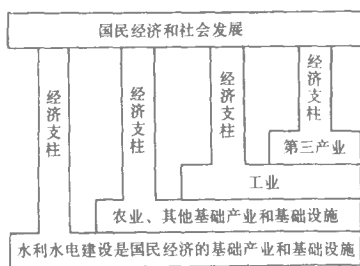 国民经济和社会发展
经济支柱
经济支柱
经济支柱
经济支柱
第三产业
工业
农业、其他基础产业和基础设施
水利水电建设是国民经济的基础产业和基础设施